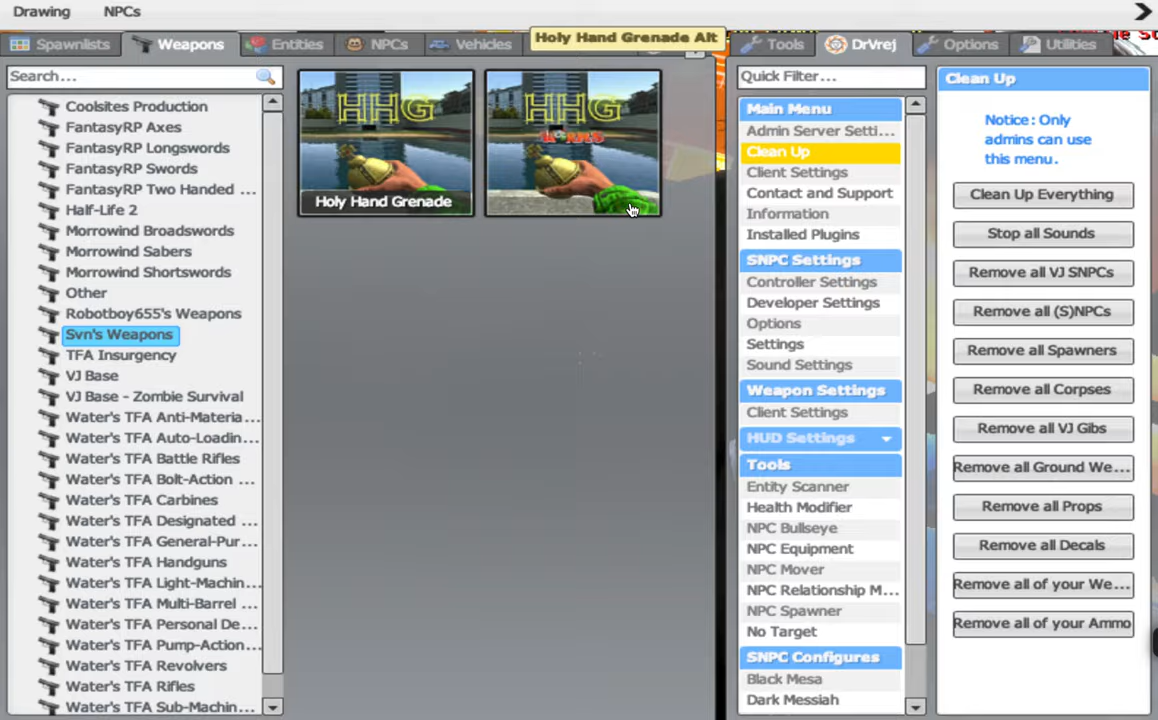 Drawing
NPCs
Spawnlists
Weapons
Entities
NPCs
Vehicles
Holy Hand Grenade Alt
Tools
DrVrej
Options
Utilities
Search...
Coolsites Production
FantasyRP Axes
FantasyRP Longswords
FantasyRP Swords
FantasyRP Two Handed ...
Half-Life 2
Morrowind Broadswords
Morrowind Sabers
Morrowind Shortswords
Other
Robotboy655's Weapons
Svn's Weapons
TFA Insurgency
VJ Base
VJ Base - Zombie Survival
Water's TFA Anti-Materia...
Water's TFA Auto-Loadin...
Water's TFA Battle Rifles
Water's TFA Bolt-Action ...
Water's TFA Carbines
Water's TFA Designated ...
Water's TFA General-Pur...
Water's TFA Handguns
Water's TFA Light-Machin...
Water's TFA Multi-Barrel ...
Water's TFA Personal De...
Water's TFA Pump-Action...
Water's TFA Revolvers
Water's TFA Rifles
Water's TFA Sub-Machin...
HHG
Holy Hand Grenade
HHG
WORMS
Quick Filter...
Main Menu
Admin Server Setti...
Clean Up
Client Settings
Contact and Support
Information
Installed Plugins
SNPC Settings
Controller Settings
Developer Settings
Options
Settings
Sound Settings
Weapon Settings
Client Settings
HUD Settings
Tools
Entity Scanner
Health Modifier
NPC Bullseye
NPC Equipment
NPC Mover
NPC Relationship M...
NPC Spawner
No Target
SNPC Configures
Black Mesa
Dark Messiah
Clean Up
Notice: Only
admins can use
this menu.
Clean Up Everything
Stop all Sounds
Remove all VJ SNPCs
Remove all (S)NPCs
Remove all Spawners
Remove all Corpses
Remove all VJ Gibs
Remove all Ground We...
Remove all Props
Remove all Decals
Remove all of your We...
Remove all of your Ammo